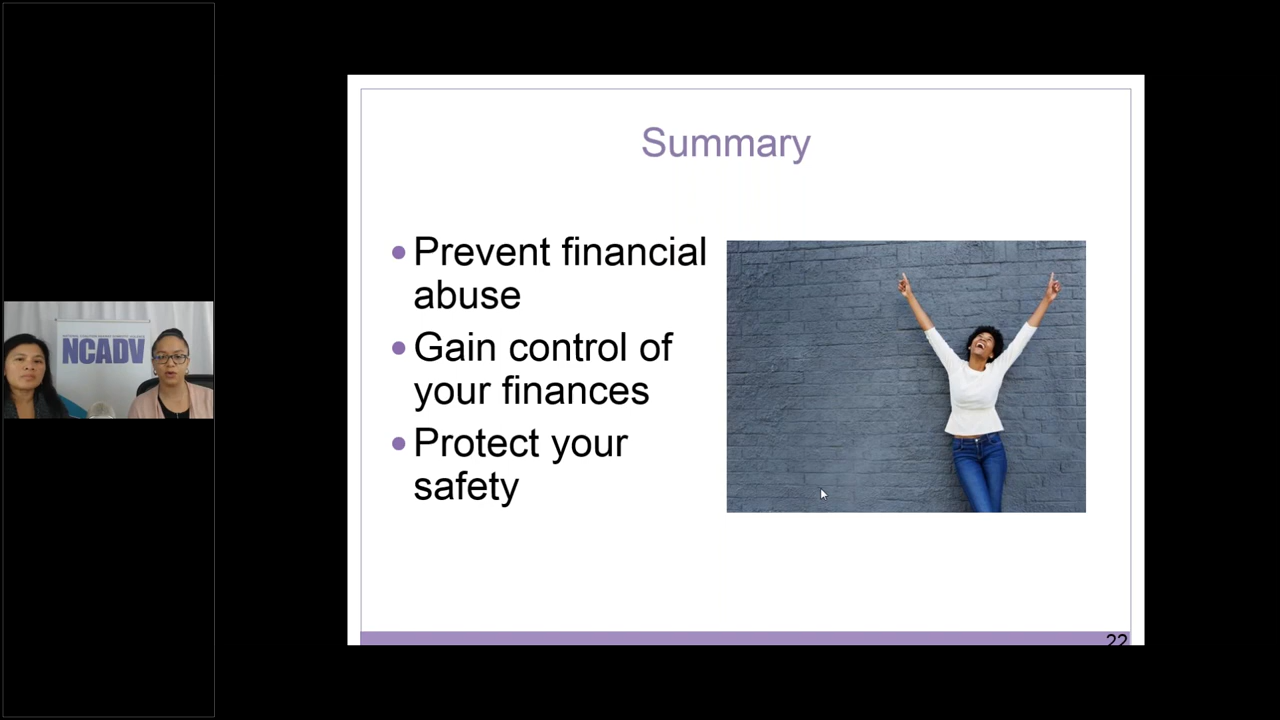 Summary
• Prevent financial
abuse
• Gain control of
your finances
• Protect your
safety
NCADV
22